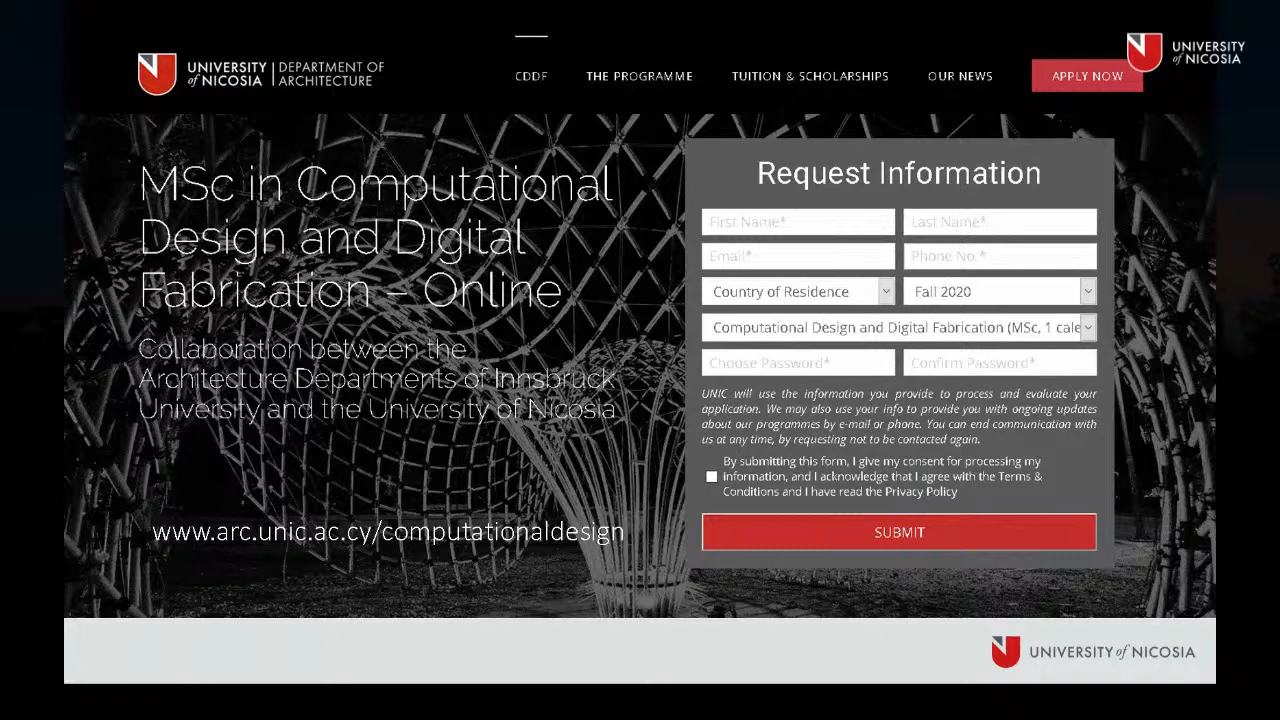 UNIVERSITY of NICOSIA
DEPARTMENT OF ARCHITECTURE
CDDF
THE PROGRAMME
TUITION & SCHOLARSHIPS
OUR NEWS
APPLY NOW
UNIVERSITY of NICOSIA
MSc in Computational
Design and Digital
Fabrication – Online
Collaboration between the
Architecture Departments of Innsbruck
University and the University of Nicosia
www.arc.unic.ac.cy/computationaldesign
Request Information
First Name*
Last Name*
Email*
Phone No.*
Country of Residence
Fall 2020
Computational Design and Digital Fabrication (MSc, 1 cale
Choose Password*
Confirm Password*
UNIC will use the information you provide to process and evaluate your
application. We may also use your info to provide you with ongoing updates
about our programmes by e-mail or phone. You can end communication with
us at any time, by requesting not to be contacted again.
By submitting this form, I give my consent for processing my
information, and I acknowledge that I agree with the Terms &
Conditions and I have read the Privacy Policy
SUBMIT
UNIVERSITY of NICOSIA